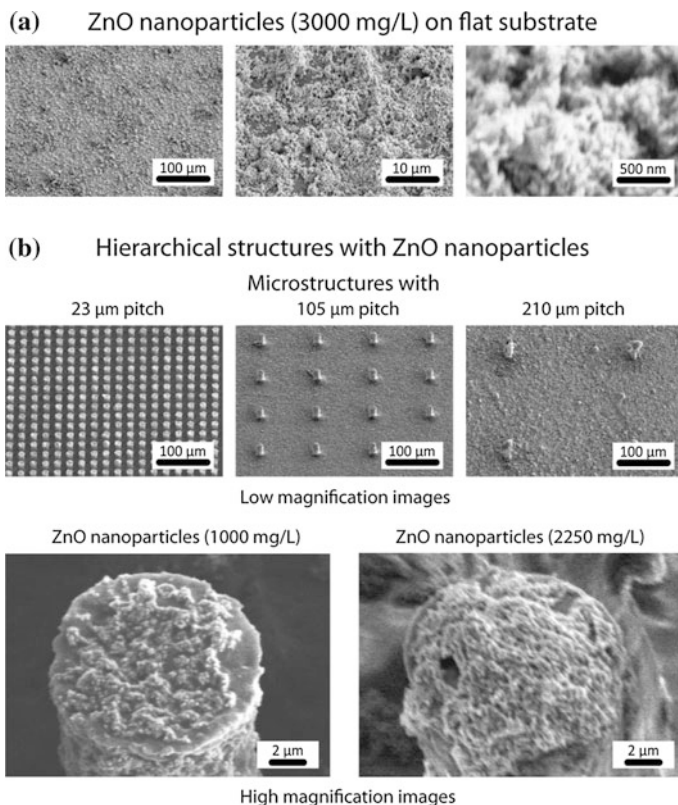 (a) ZnO nanoparticles (3000 mg/L) on flat substrate
100 μm
10 μm
500 nm
(b) Hierarchical structures with ZnO nanoparticles
Microstructures with
23 μm pitch
105 μm pitch
210 μm pitch
100 μm
100 μm
100 μm
Low magnification images
ZnO nanoparticles (1000 mg/L)
ZnO nanoparticles (2250 mg/L)
2 μm
2 μm
High magnification images